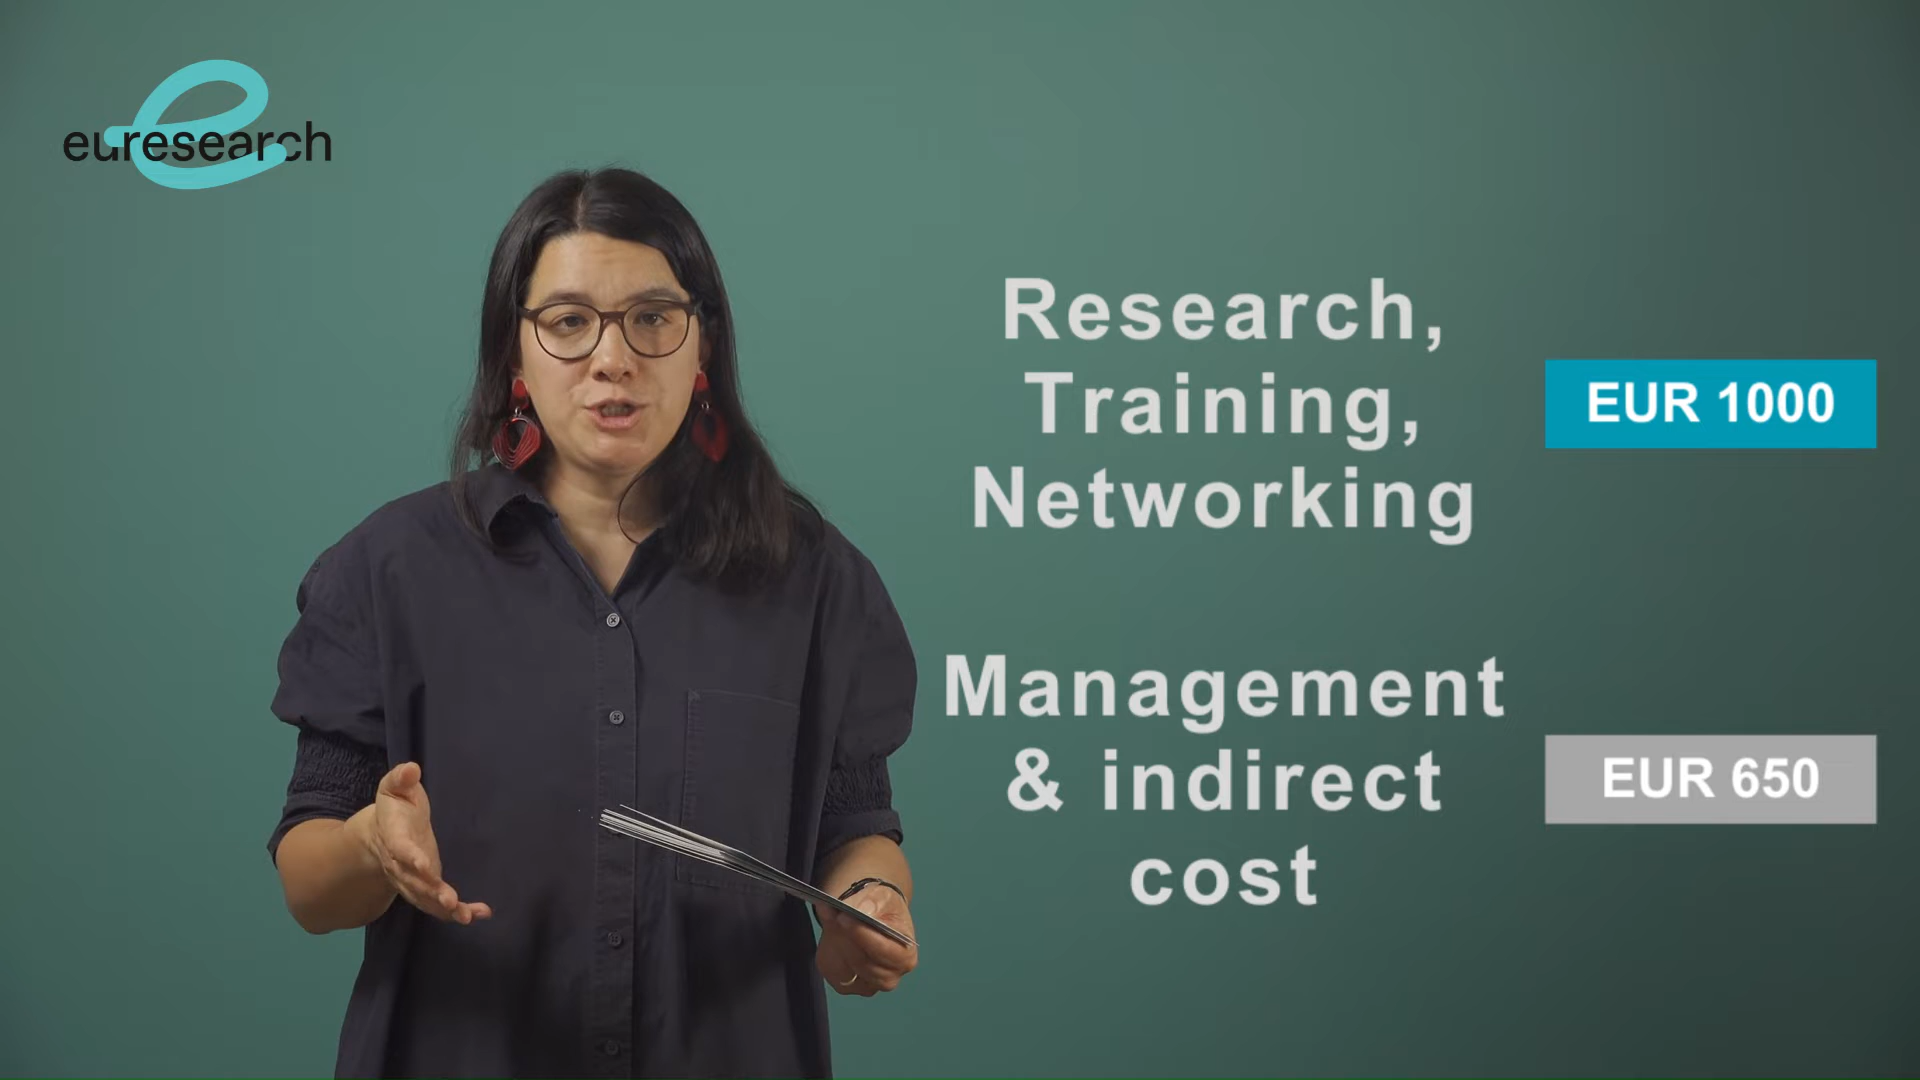 euresearch
Research,
Training,
Networking
EUR 1000
Management
& indirect
cost
EUR 650